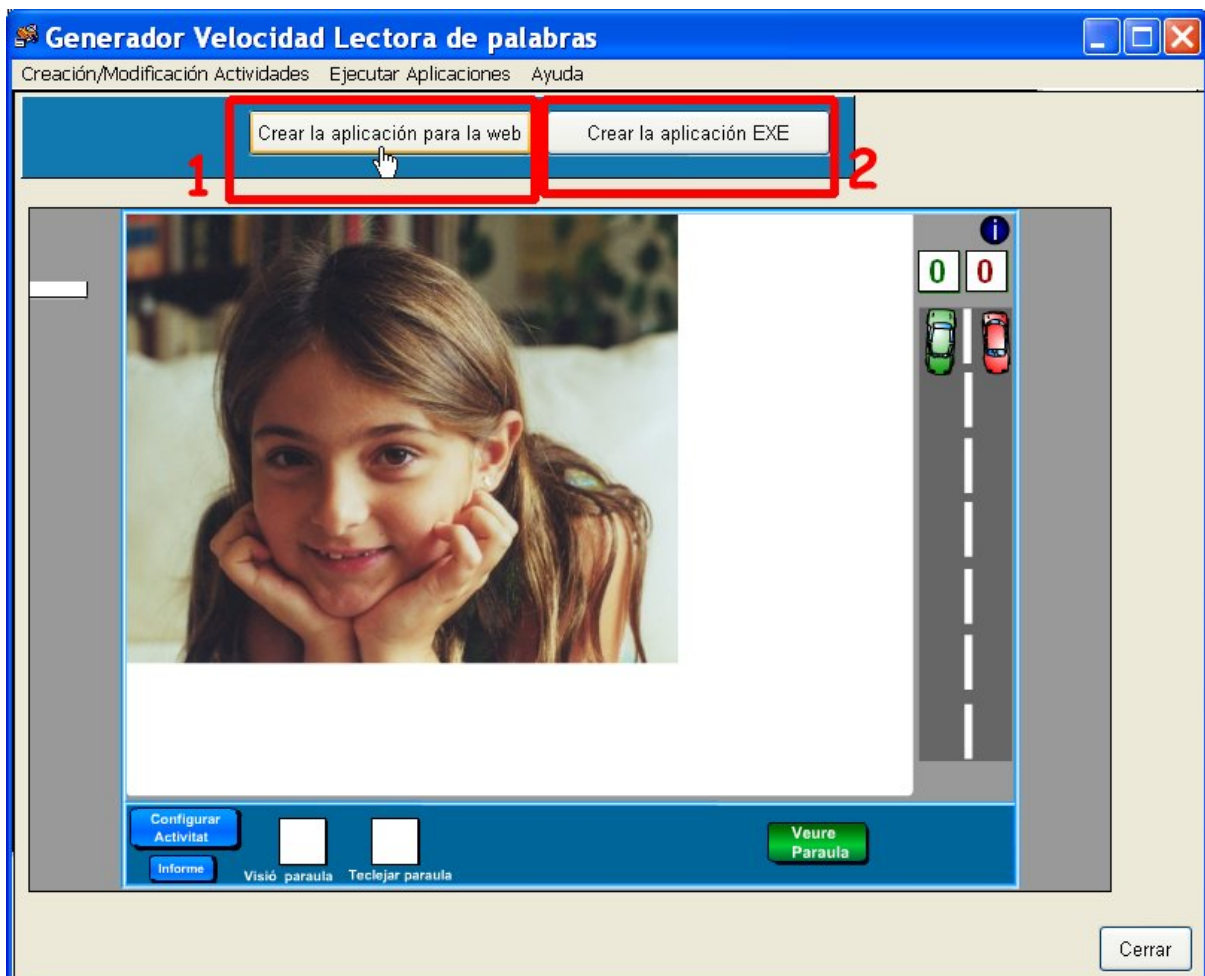 Generador Velocidad Lectora de palabras
Creación/Modificación Actividades Ejecutar Aplicaciones Ayuda
Crear la aplicación para la web Crear la aplicación EXE
1 2
i
0 0
Configurar
Activitat
Informe
Visió paraula Teclejar paraula
Veure
Paraula
Cerrar